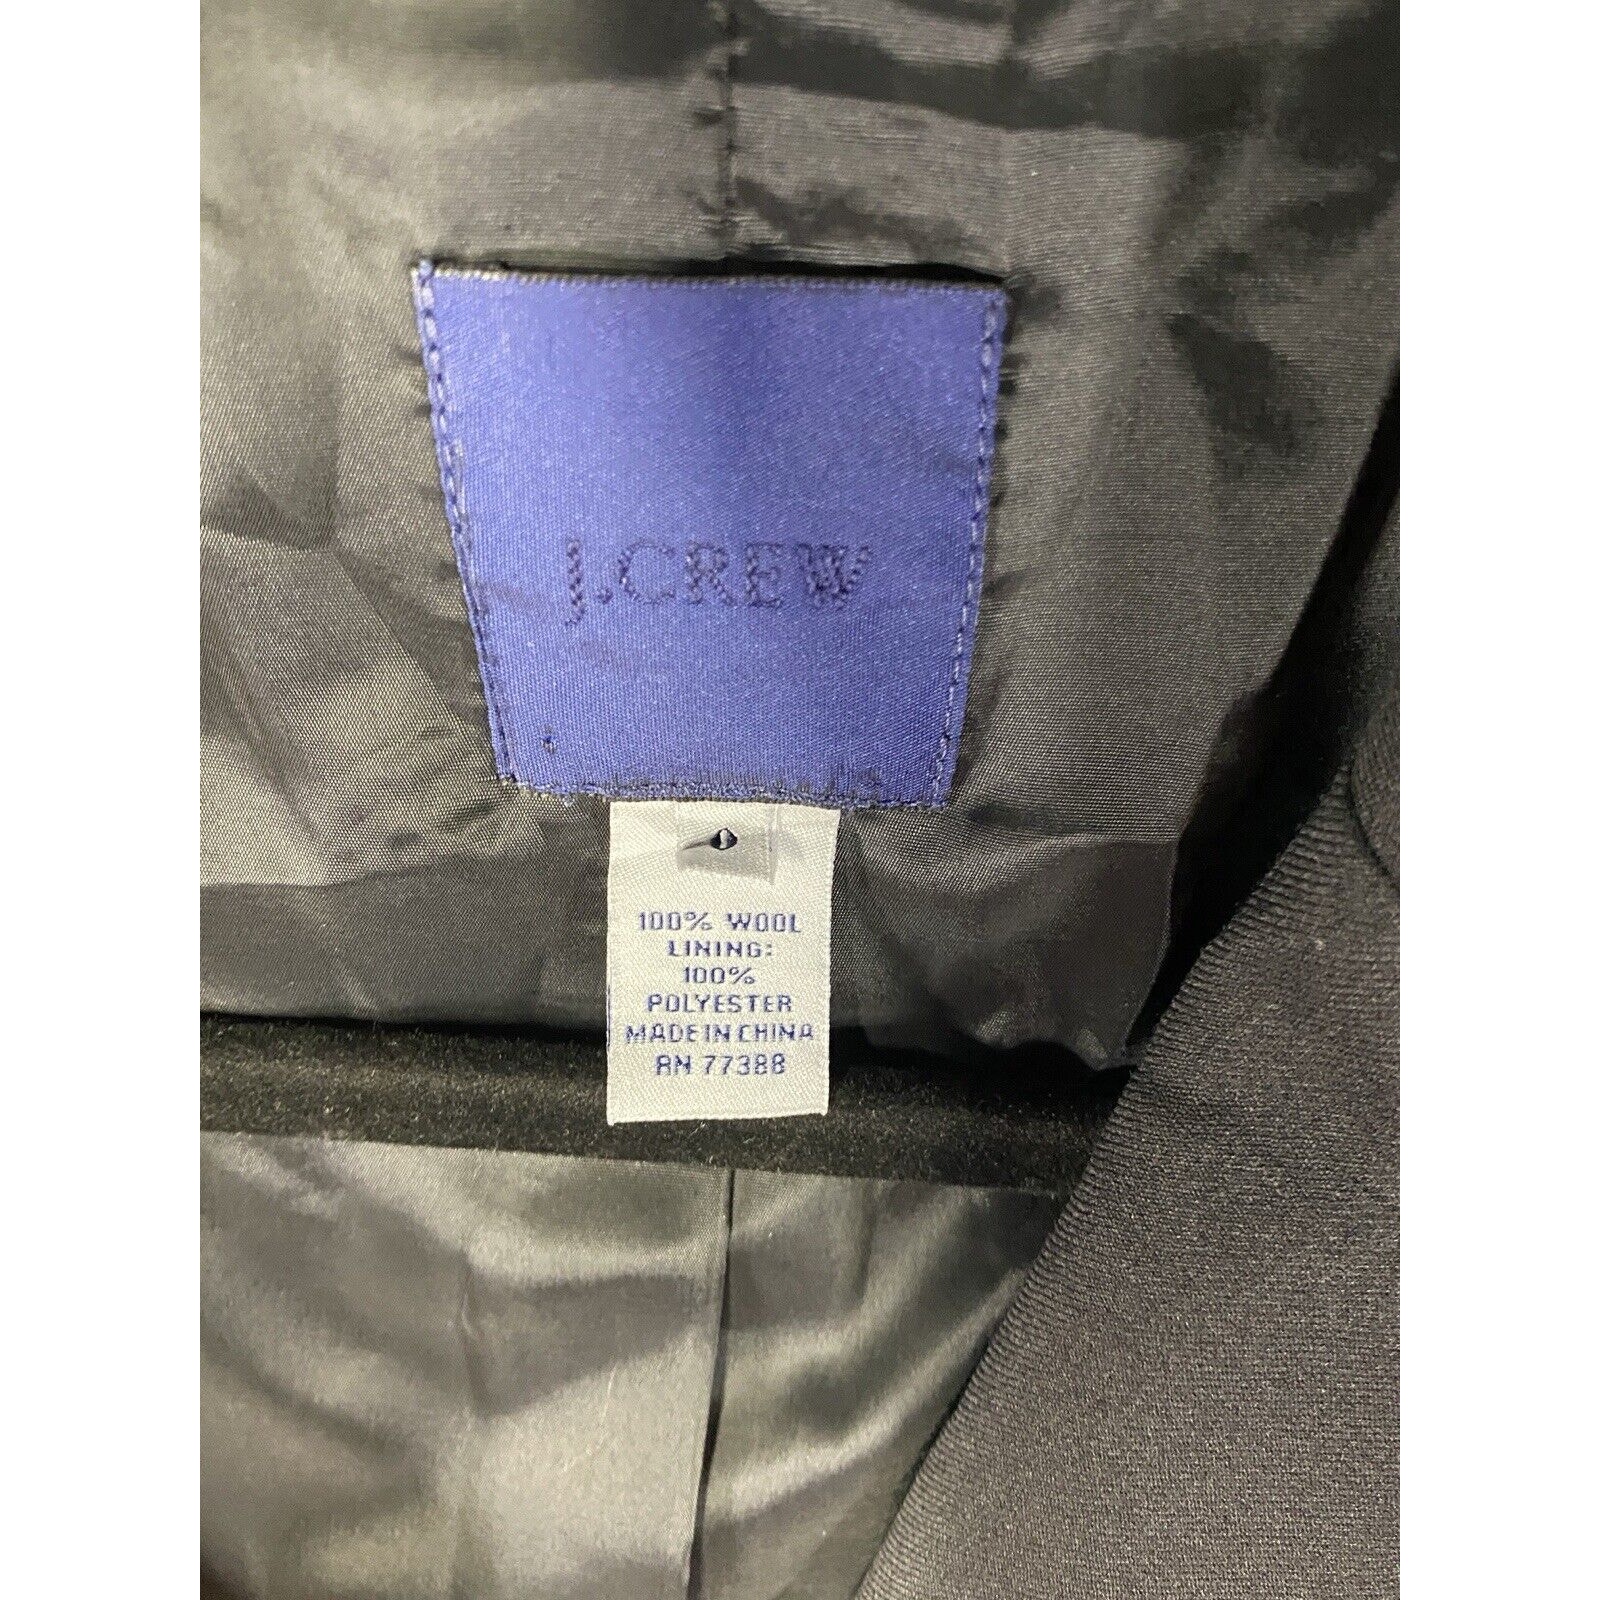 J.CREW
100% WOOL
LINING:
100%
POLYESTER
MADE IN CHINA
RN 77388